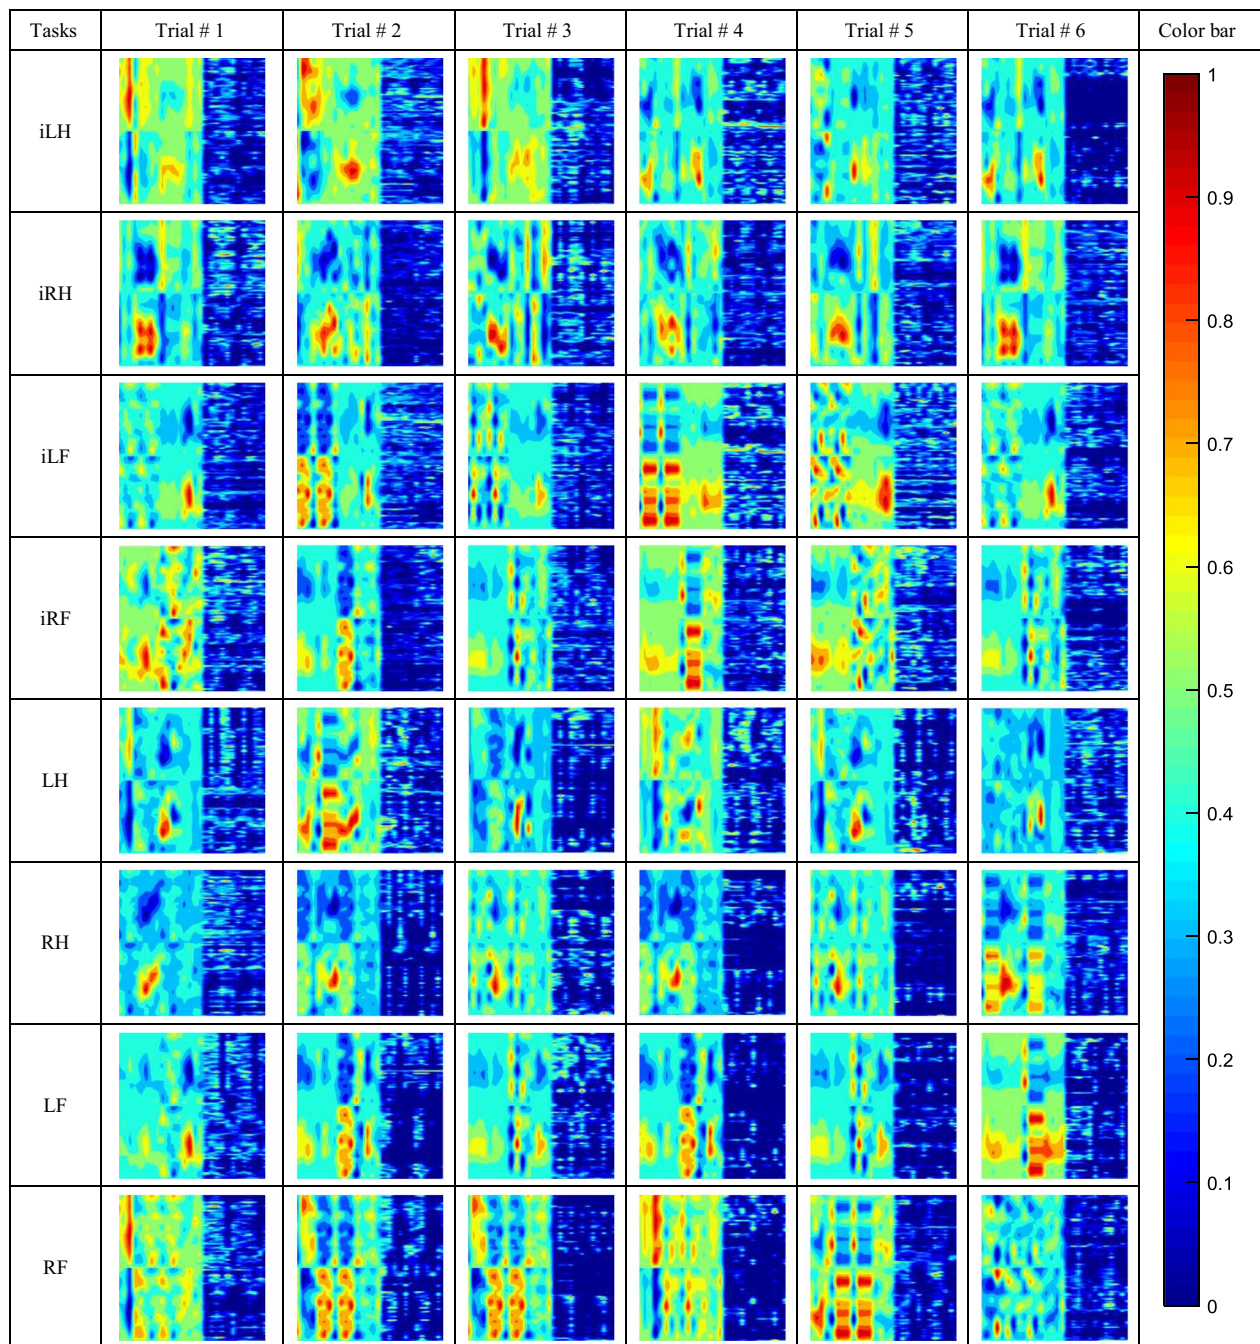 Tasks Trial # 1 Trial # 2 Trial # 3 Trial # 4 Trial # 5 Trial # 6 Color bar
iLH
iRH
iLF
iRF
LH
RH
LF
RF
1
0.9
0.8
0.7
0.6
0.5
0.4
0.3
0.2
0.1
0